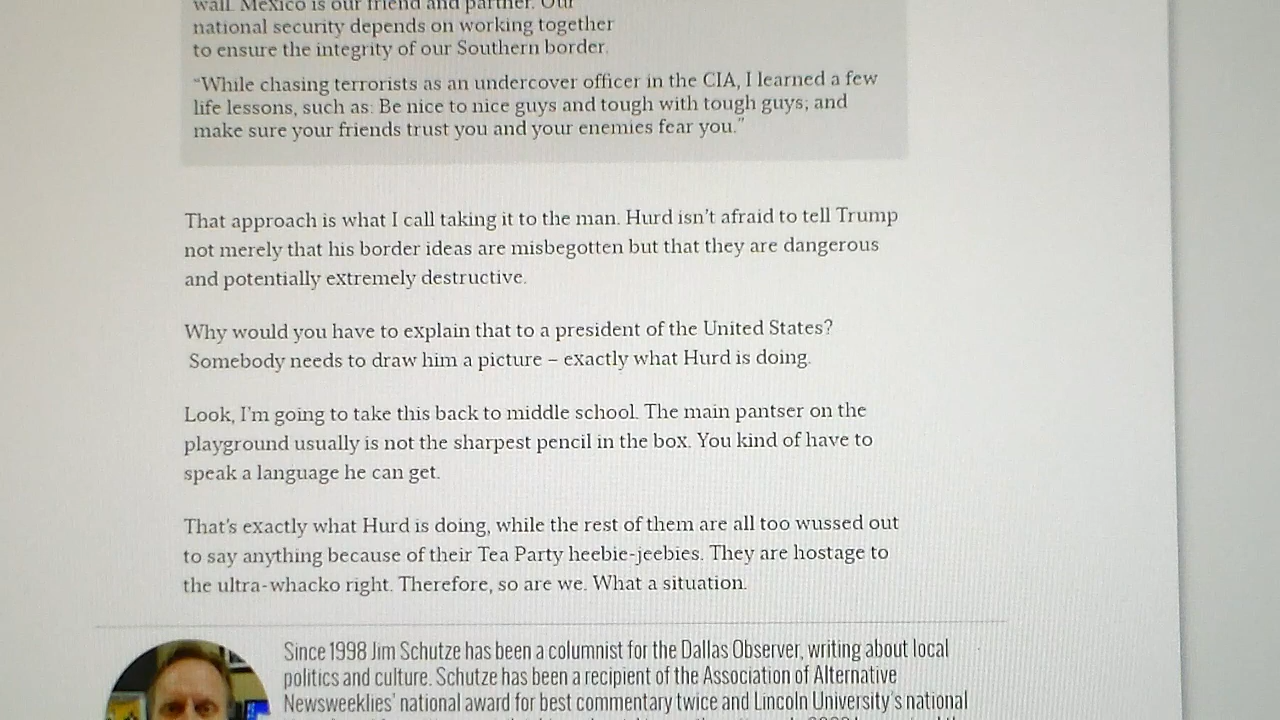 wall. Mexico is our friend and partner. Our
national security depends on working together
to ensure the integrity of our Southern border.
“While chasing terrorists as an undercover officer in the CIA, I learned a few
life lessons, such as: Be nice to nice guys and tough with tough guys; and
make sure your friends trust you and your enemies fear you.”
That approach is what I call taking it to the man. Hurd isn’t afraid to tell Trump
not merely that his border ideas are misbegotten but that they are dangerous
and potentially extremely destructive.
Why would you have to explain that to a president of the United States?
Somebody needs to draw him a picture – exactly what Hurd is doing.
Look, I’m going to take this back to middle school. The main pantser on the
playground usually is not the sharpest pencil in the box. You kind of have to
speak a language he can get.
That’s exactly what Hurd is doing, while the rest of them are all too wussed out
to say anything because of their Tea Party heebie-jeebies. They are hostage to
the ultra-whacko right. Therefore, so are we. What a situation.
Since 1998 Jim Schutze has been a columnist for the Dallas Observer, writing about local
politics and culture. Schutze has been a recipient of the Association of Alternative
Newsweeklies’ national award for best commentary twice and Lincoln University’s national